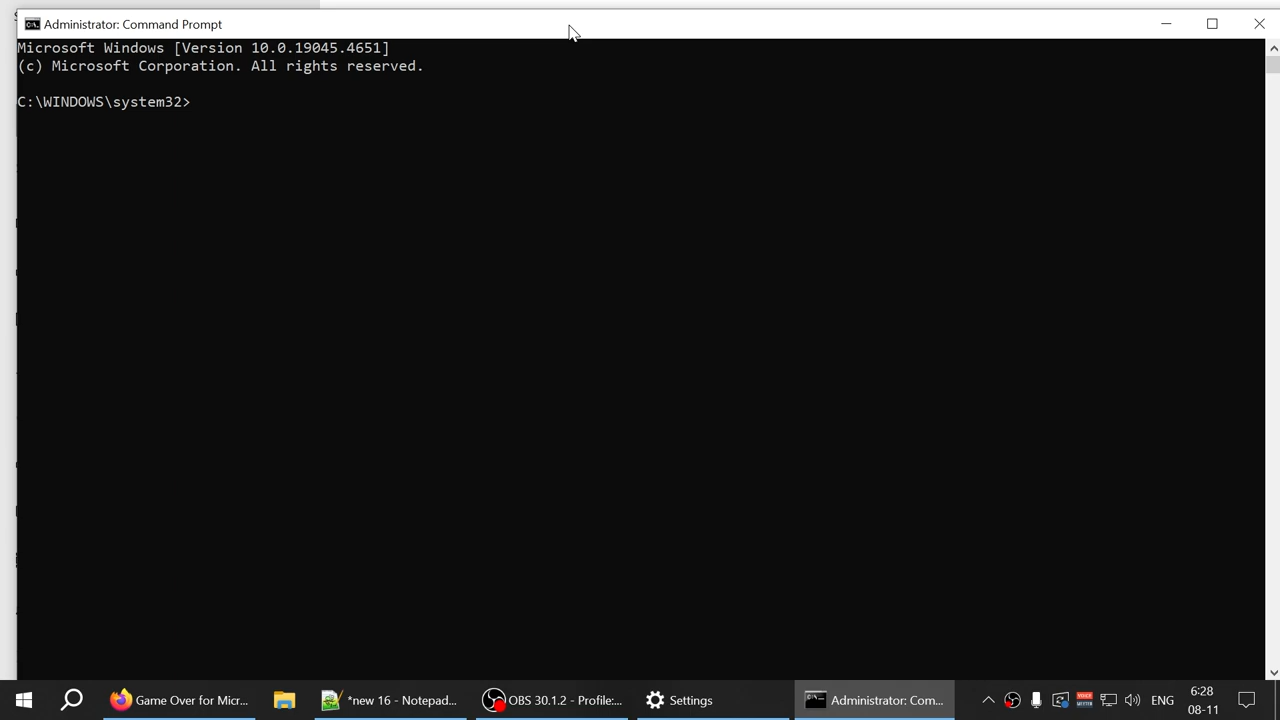 Administrator: Command Prompt
Microsoft Windows [Version 10.0.19045.4651]
(c) Microsoft Corporation. All rights reserved.
C:\WINDOWS\system32>
Game Over for Micr...
*new 16 - Notepad...
OBS 30.1.2 - Profile:...
Settings
Administrator: Com...
ENG
6:28
08-11